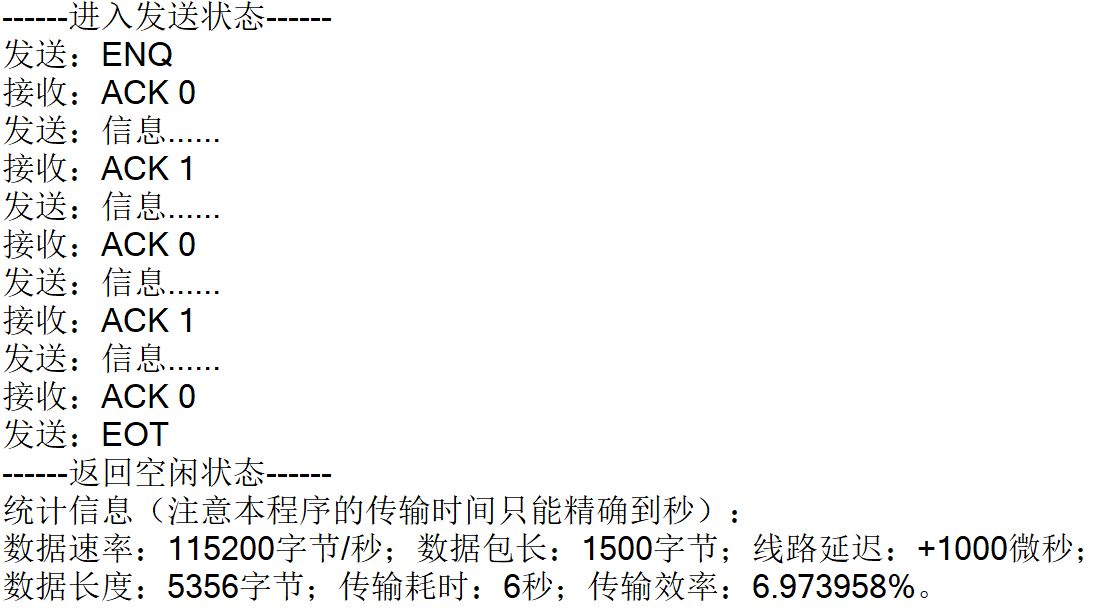 ------进入发送状态------
发送：ENQ
接收：ACK 0
发送：信息......
接收：ACK 1
发送：信息......
接收：ACK 0
发送：信息......
接收：ACK 1
发送：信息......
接收：ACK 0
发送：EOT
------返回空闲状态------
统计信息（注意本程序的传输时间只能精确到秒）：
数据速率：115200字节/秒；数据包长：1500字节；线路延迟：+1000微秒；
数据长度：5356字节；传输耗时：6秒；传输效率：6.973958%。